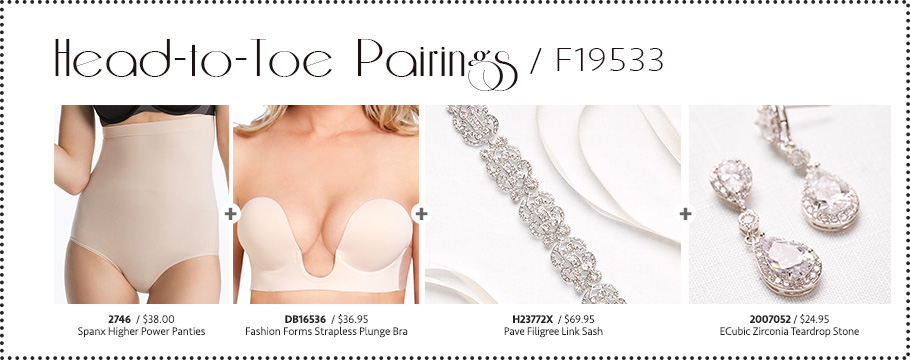 Head-to-Toe Pairings / F19533
2746 / $38.00
Spanx Higher Power Panties
DB16536 / $36.95
Fashion Forms Strapless Plunge Bra
H23772X / $69.95
Pave Filigree Link Sash
2007052 / $24.95
ECubic Zirconia Teardrop Stone